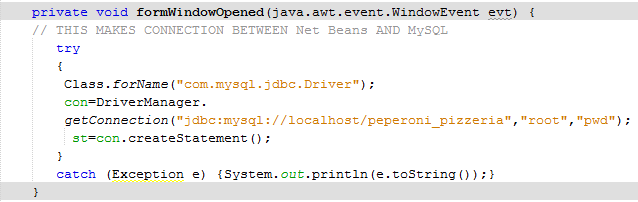 private void formWindowOpened(java.awt.event.WindowEvent evt) {
// THIS MAKES CONNECTION BETWEEN Net Beans AND MySQL
try
{
Class.forName("com.mysql.jdbc.Driver");
con=DriverManager.
getConnection("jdbc:mysql://localhost/peperoni_pizzeria","root","pwd");
st=con.createStatement();
}
catch (Exception e) {System.out.println(e.toString());}
}